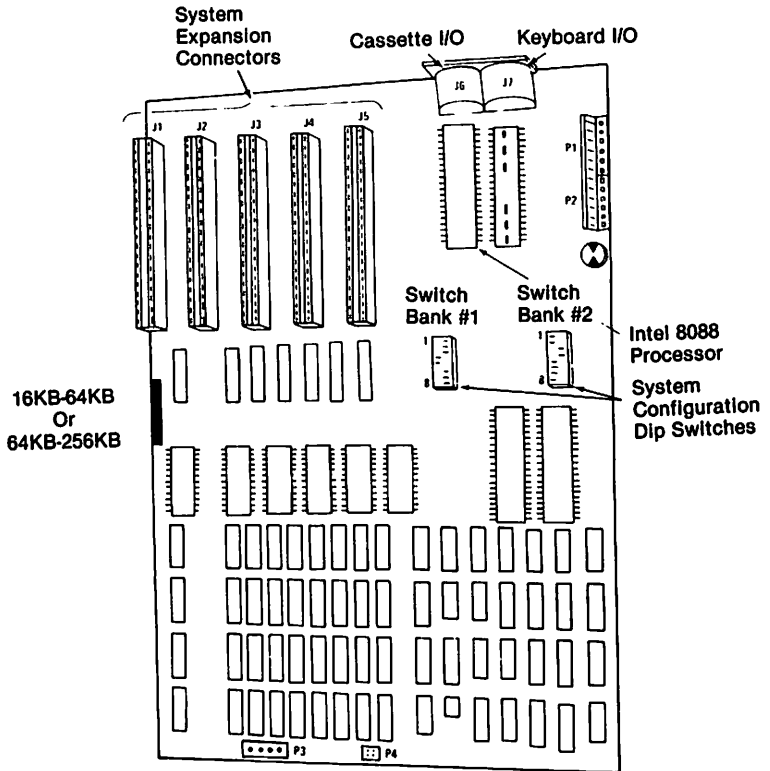 System
Expansion
Connectors
Cassette I/O
Keyboard I/O
J6
J7
J1
J2
J3
J4
J5
P1
P2
Switch
Bank #1
Switch
Bank #2
1
8
1
8
Intel 8088
Processor
System
Configuration
Dip Switches
16KB-64KB
Or
64KB-256KB
P3
P4